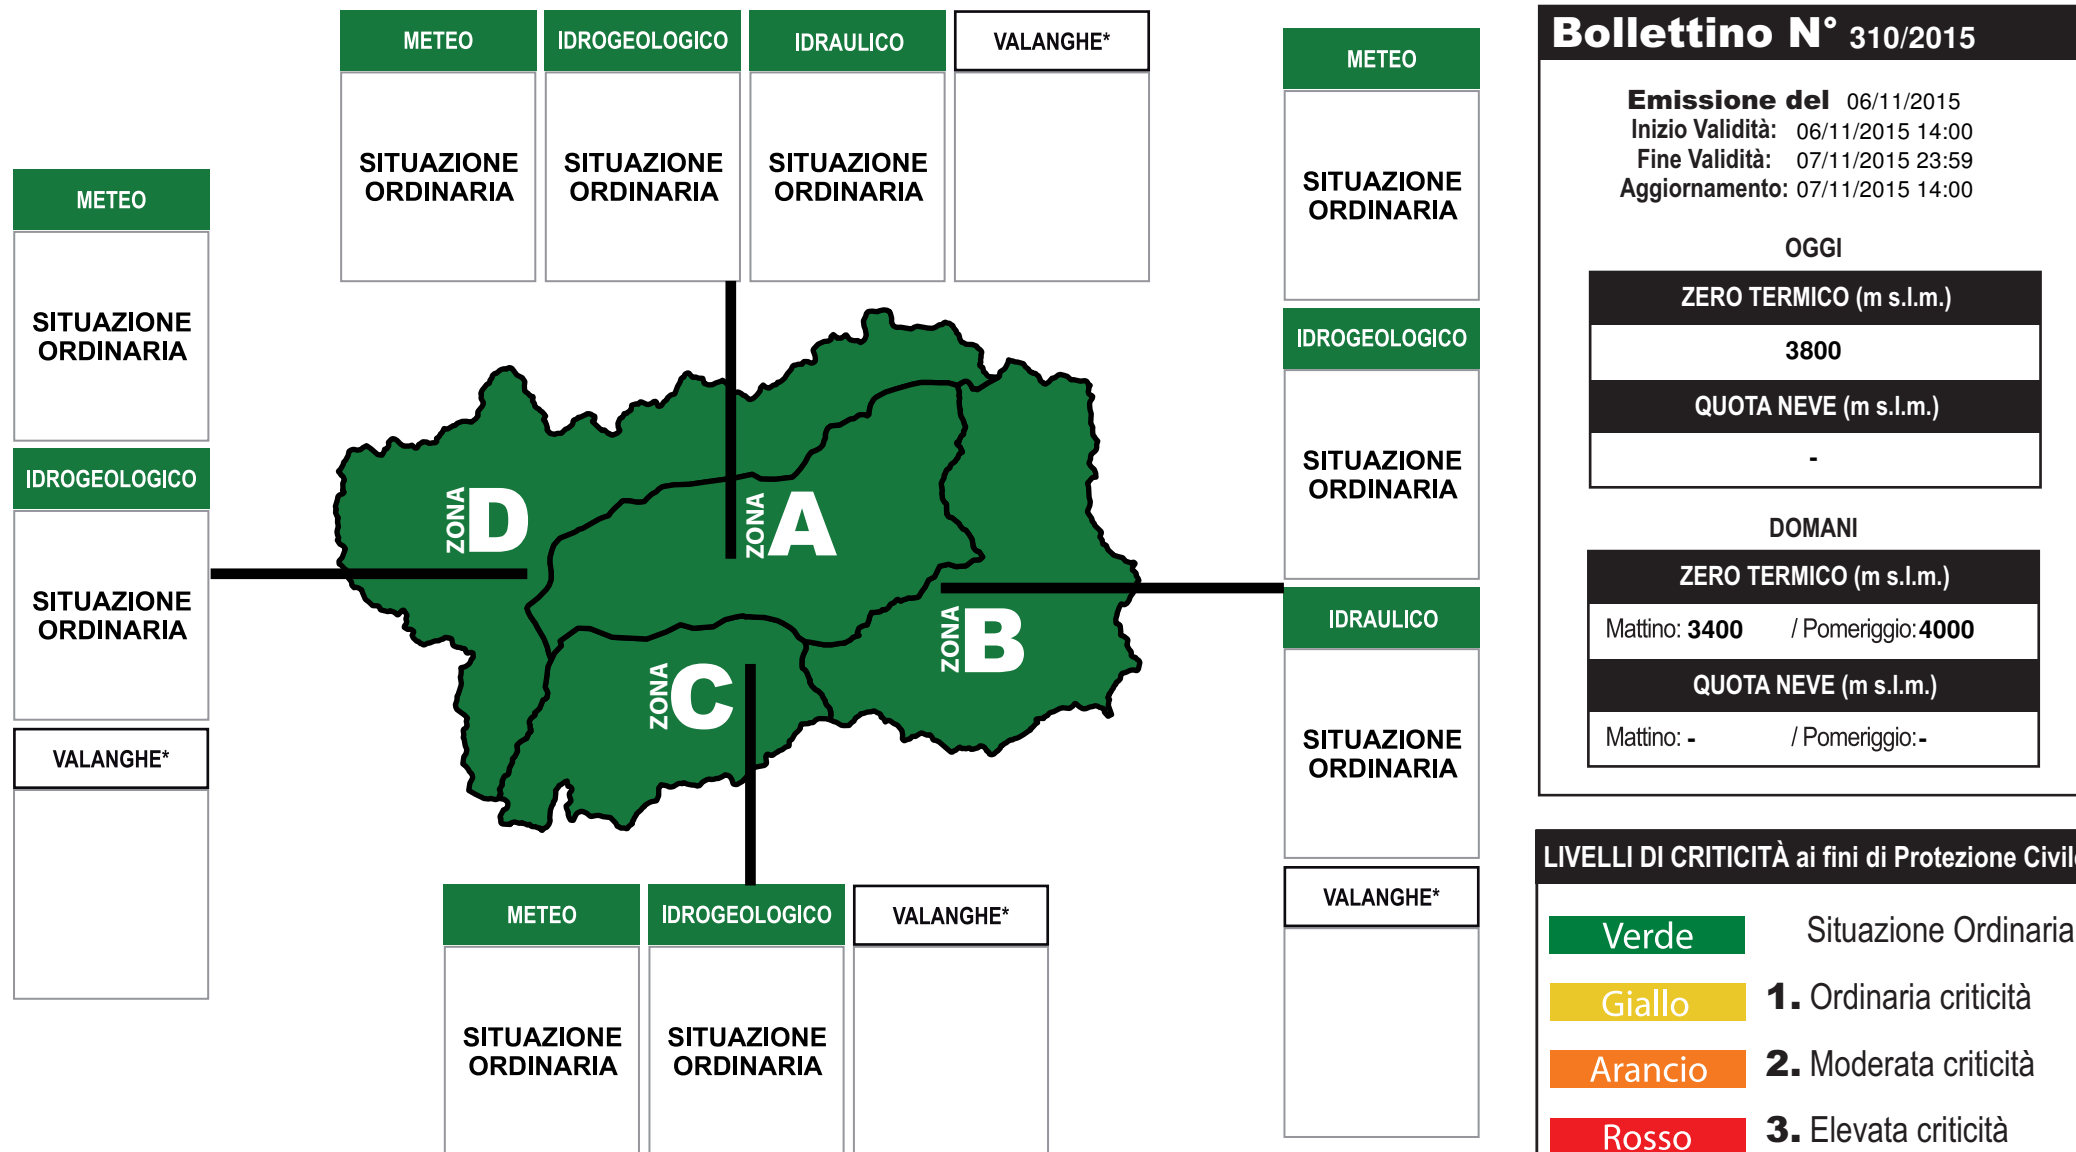 METEO
IDROGEOLOGICO
IDRAULICO
VALANGHE*
SITUAZIONE
ORDINARIA
SITUAZIONE
ORDINARIA
SITUAZIONE
ORDINARIA
METEO
SITUAZIONE
ORDINARIA
IDROGEOLOGICO
SITUAZIONE
ORDINARIA
VALANGHE*
ZONA D
ZONA A
ZONA B
ZONA C
METEO
SITUAZIONE
ORDINARIA
IDROGEOLOGICO
SITUAZIONE
ORDINARIA
IDRAULICO
SITUAZIONE
ORDINARIA
VALANGHE*
METEO
IDROGEOLOGICO
VALANGHE*
SITUAZIONE
ORDINARIA
SITUAZIONE
ORDINARIA
Bollettino N° 310/2015
Emissione del 06/11/2015
Inizio Validità: 06/11/2015 14:00
Fine Validità: 07/11/2015 23:59
Aggiornamento: 07/11/2015 14:00
OGGI
ZERO TERMICO (m s.l.m.)
3800
QUOTA NEVE (m s.l.m.)
-
DOMANI
ZERO TERMICO (m s.l.m.)
Mattino: 3400 / Pomeriggio: 4000
QUOTA NEVE (m s.l.m.)
Mattino: - / Pomeriggio: -
LIVELLI DI CRITICITÀ ai fini di Protezione Civil
Verde Situazione Ordinaria
Giallo 1. Ordinaria criticità
Arancio 2. Moderata criticità
Rosso 3. Elevata criticità